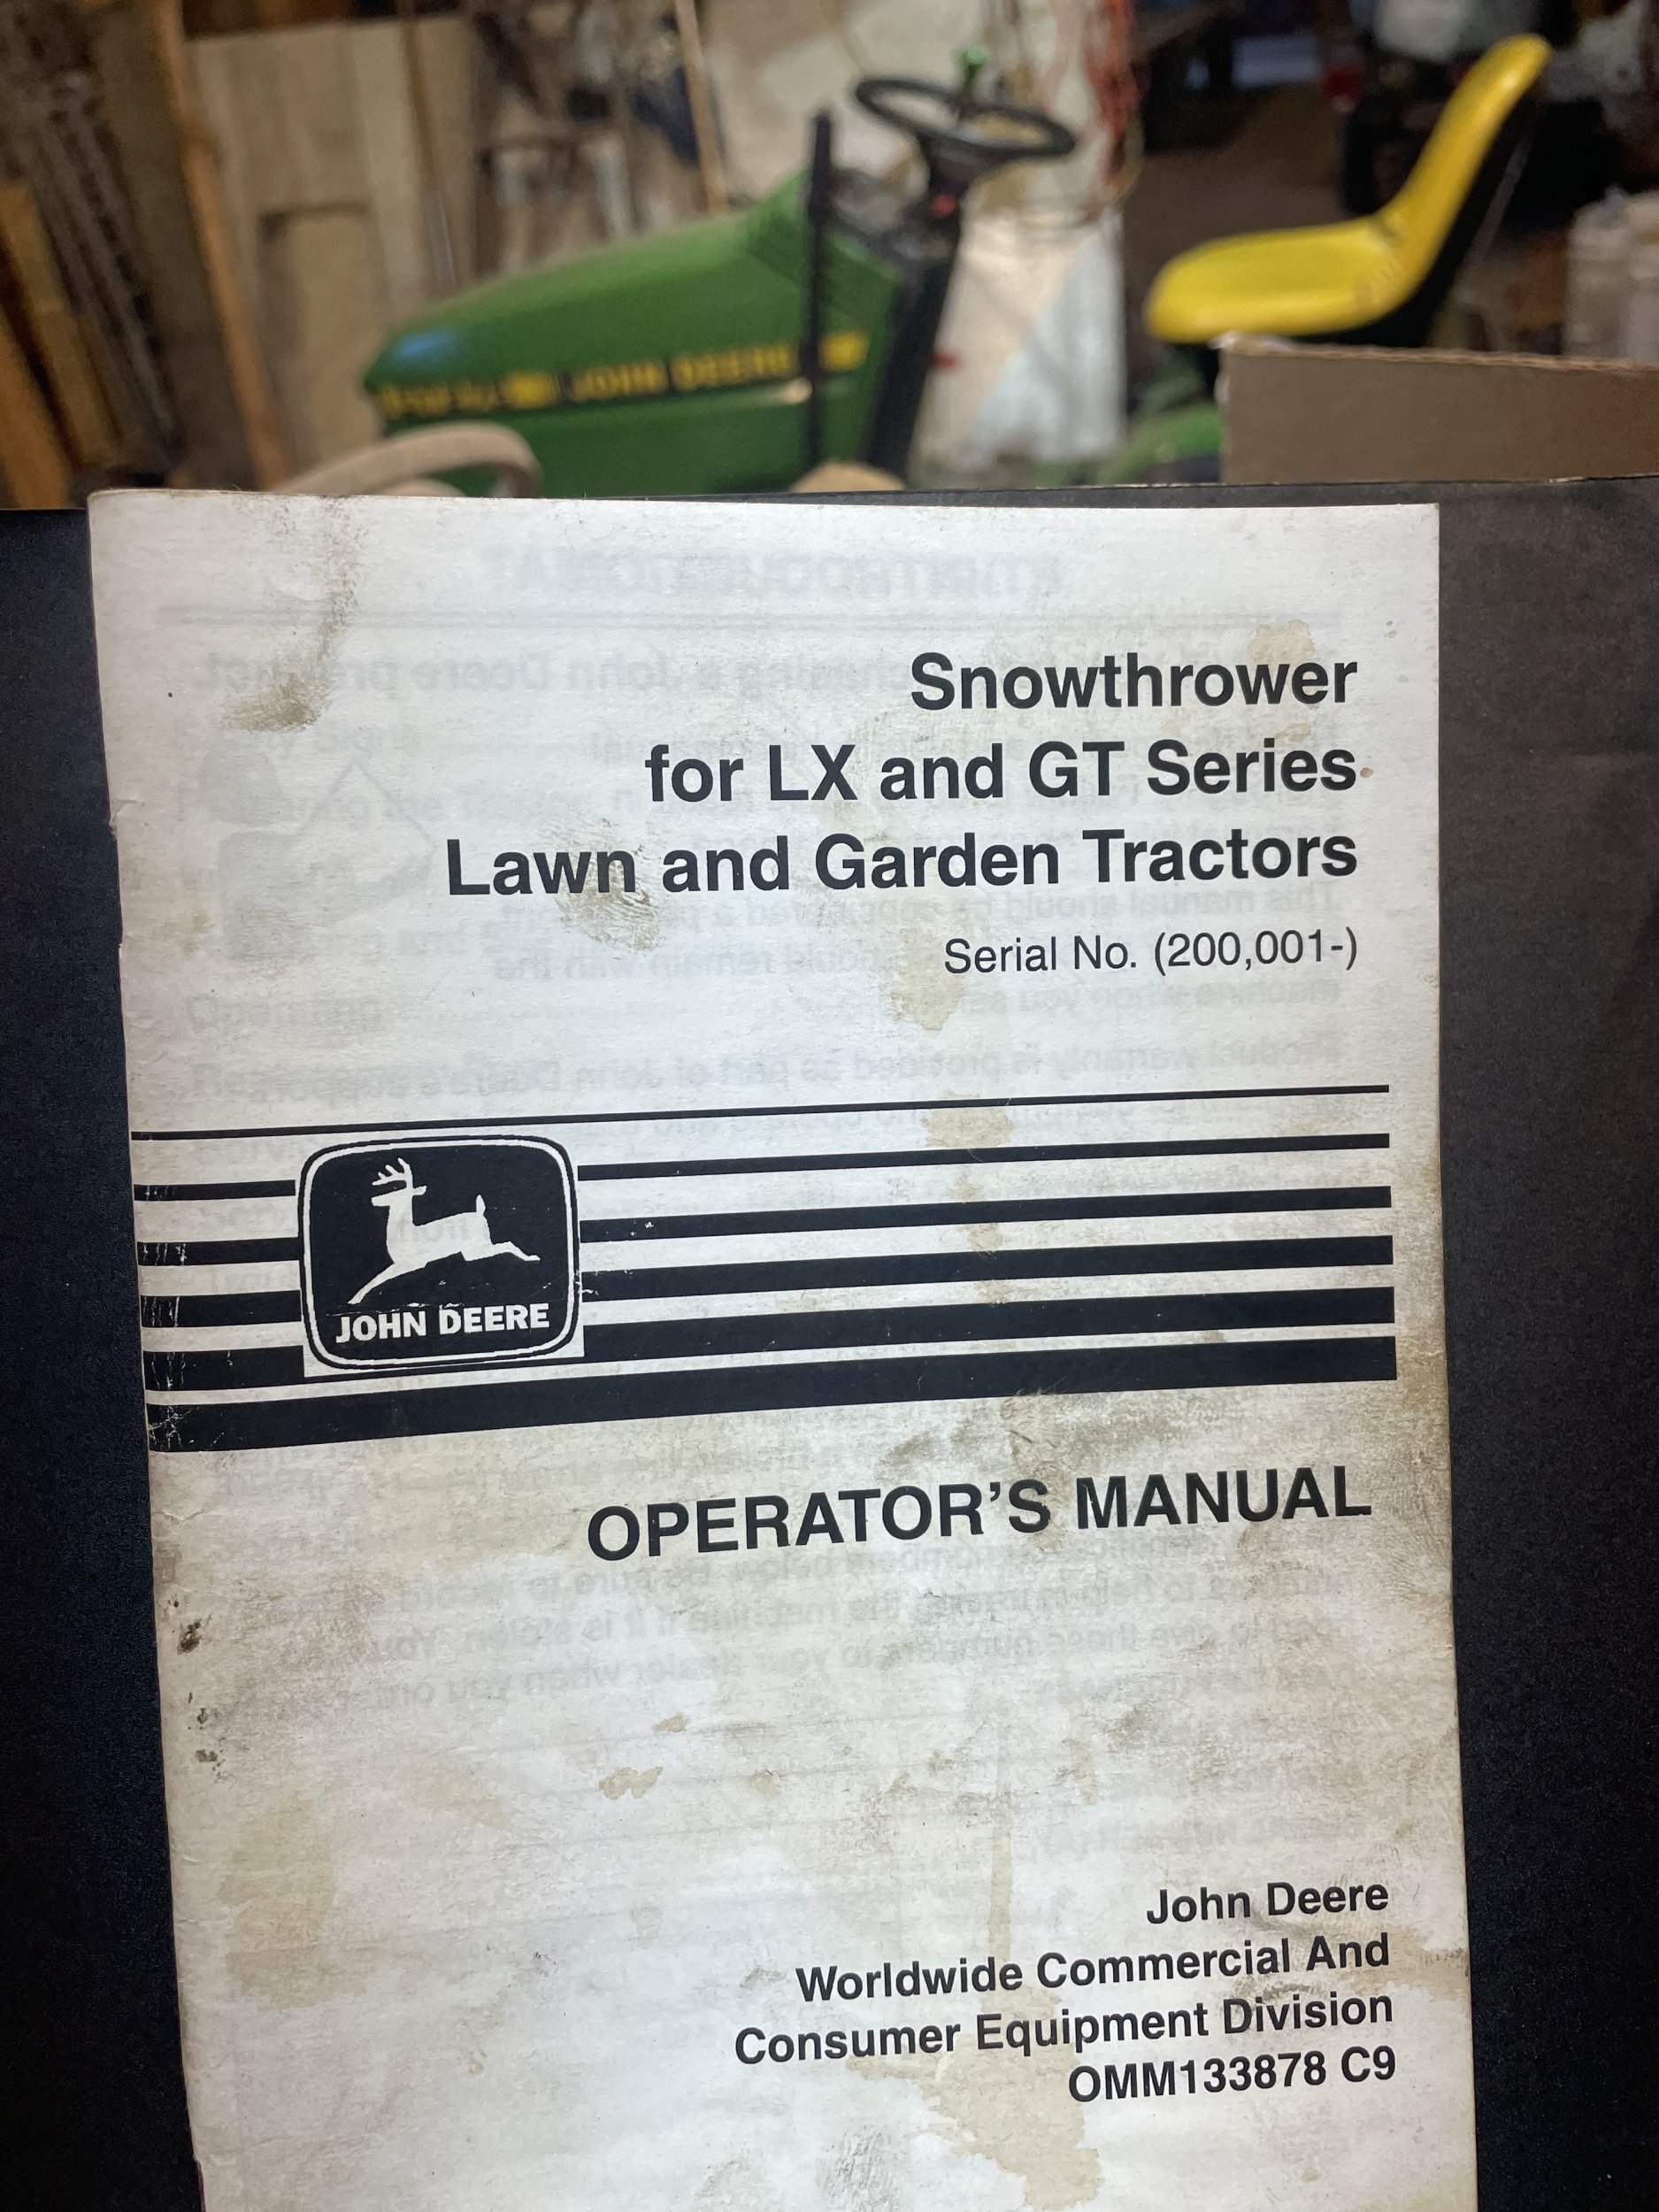 JOHN DEERE
Snowthrower
for LX and GT Series
Lawn and Garden Tractors
Serial No. (200,001-)
JOHN DEERE
OPERATOR'S MANUAL
John Deere
Worldwide Commercial And
Consumer Equipment Division
OMM133878 C9